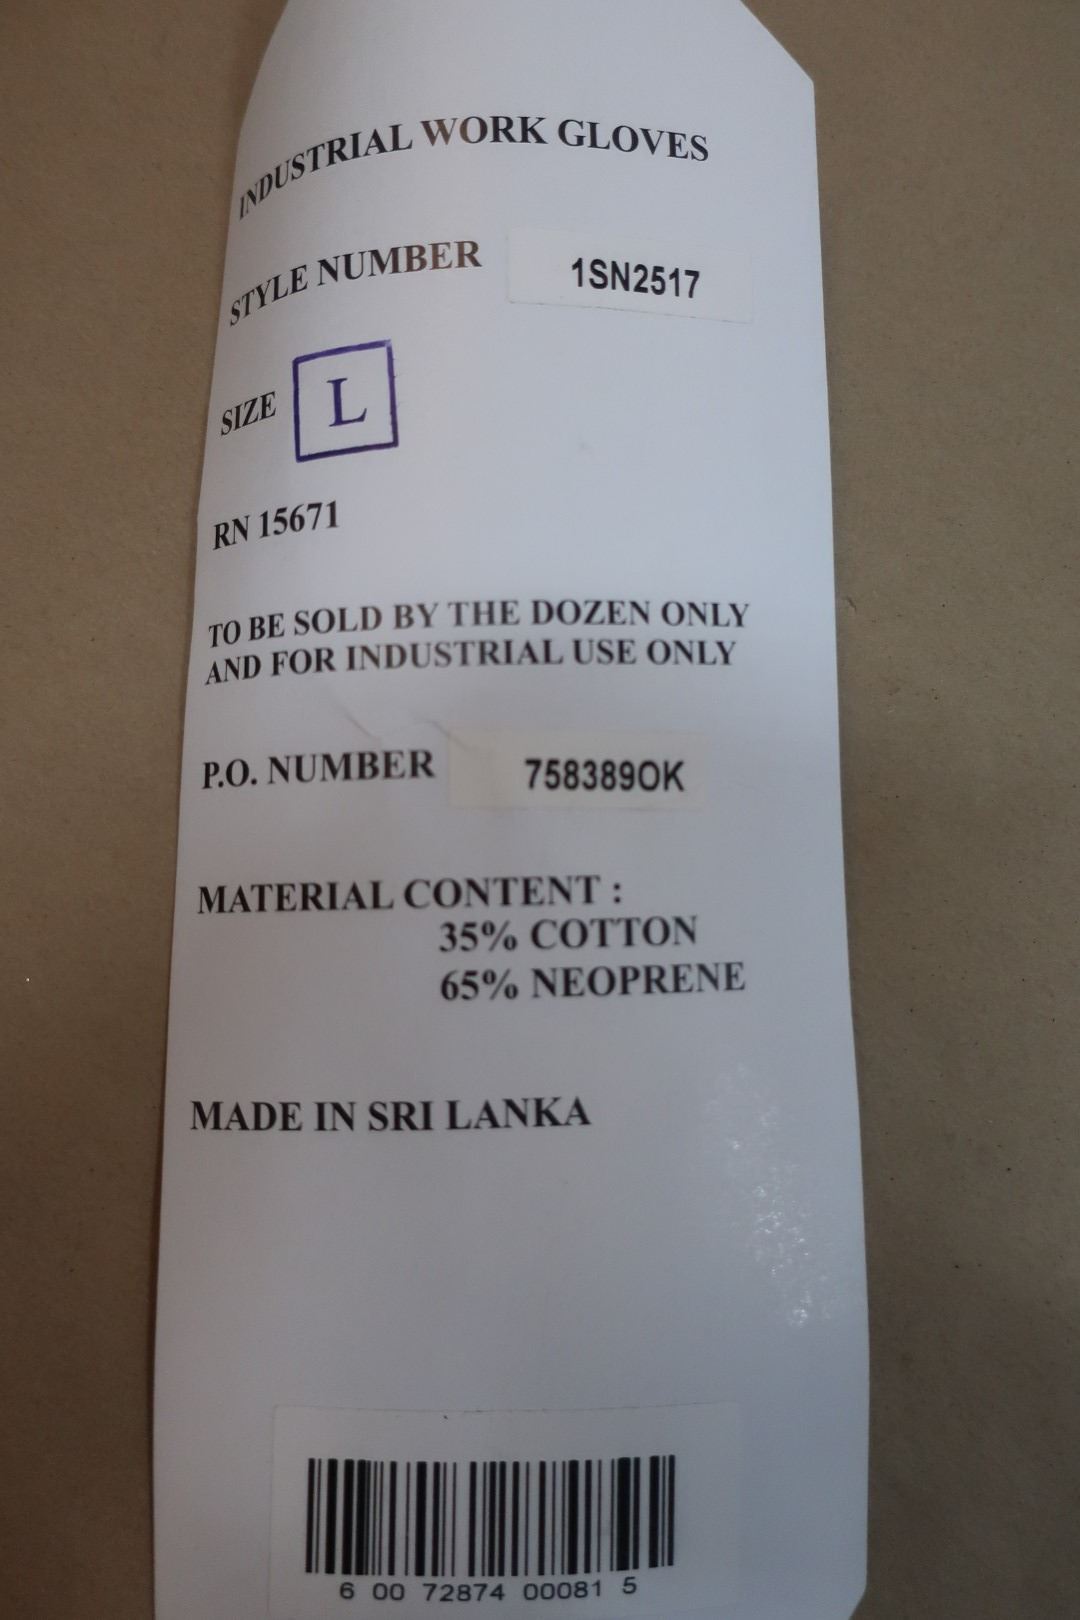 INDUSTRIAL WORK GLOVES
STYLE NUMBER 1SN2517
SIZE L
RN 15671
TO BE SOLD BY THE DOZEN ONLY
AND FOR INDUSTRIAL USE ONLY
P.O. NUMBER 758389OK
MATERIAL CONTENT :
35% COTTON
65% NEOPRENE
MADE IN SRI LANKA
6 00 72874 00081 5